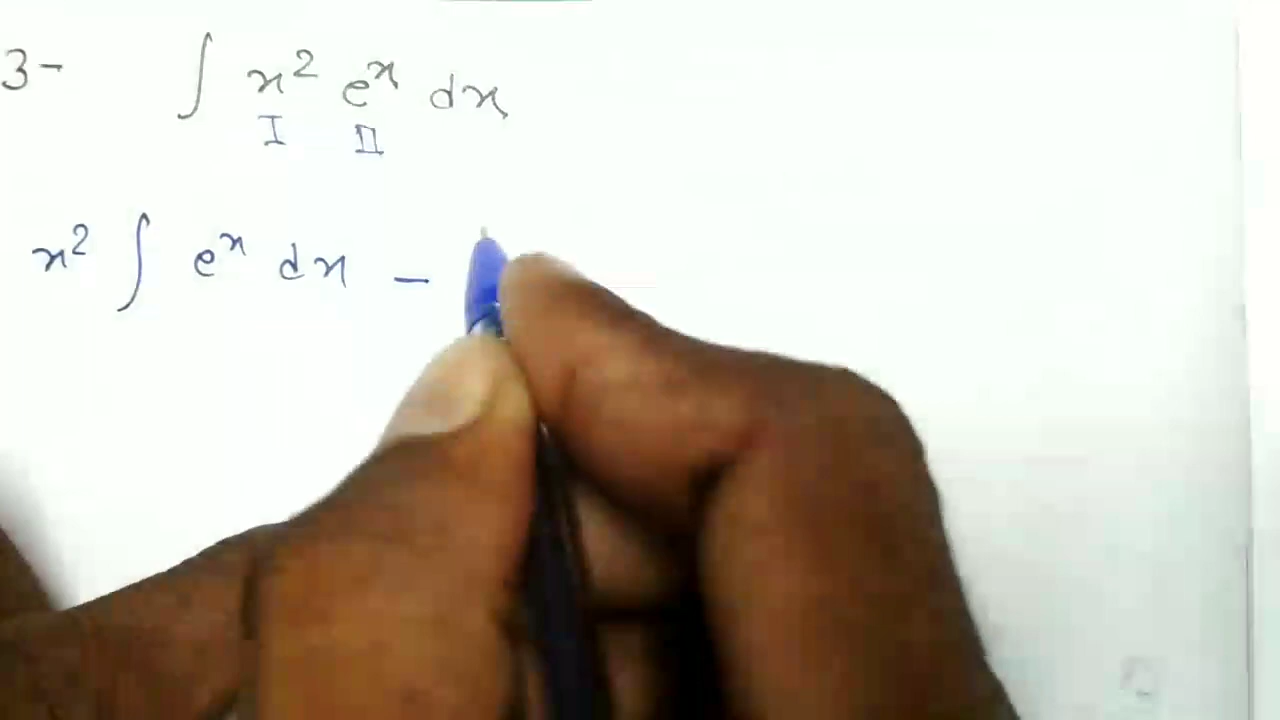 3- ∫ x² eˣ dx
I II
x² ∫ eˣ dx -